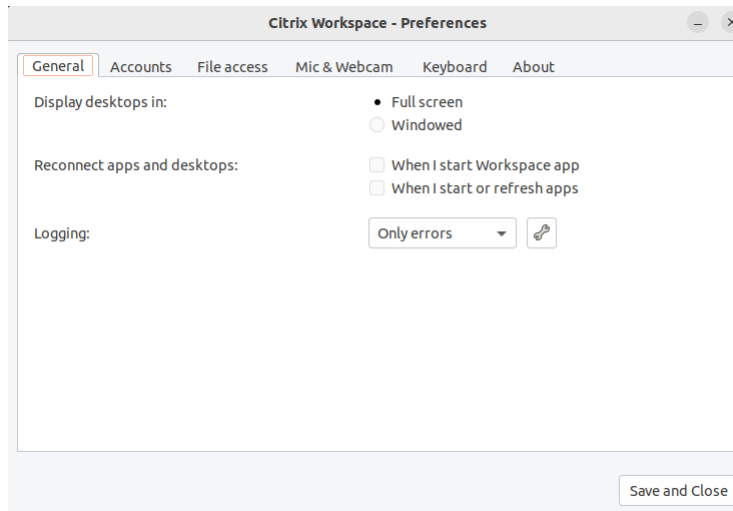 Citrix Workspace - Preferences
General Accounts File access Mic & Webcam Keyboard About
Display desktops in: Full screen
Windowed
Reconnect apps and desktops: When I start Workspace app
When I start or refresh apps
Logging: Only errors
Save and Close